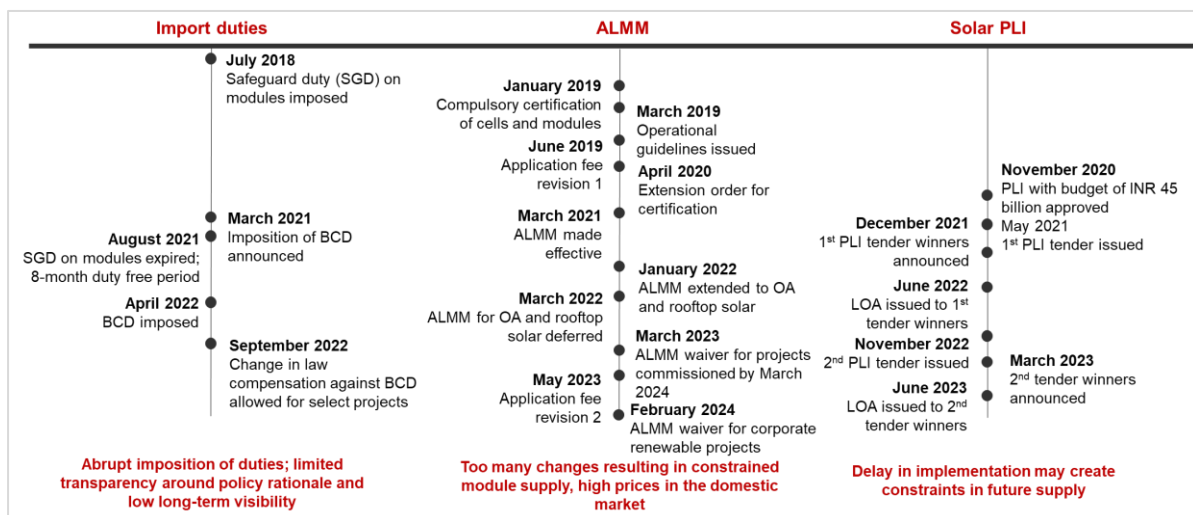 Import duties
July 2018
Safeguard duty (SGD) on
modules imposed
March 2021
Imposition of BCD
announced
August 2021
SGD on modules expired;
8-month duty free period
April 2022
BCD imposed
September 2022
Change in law
compensation against BCD
allowed for select projects
Abrupt imposition of duties; limited
transparency around policy rationale and
low long-term visibility
ALMM
January 2019
Compulsory certification
of cells and modules
March 2019
Operational
guidelines issued
June 2019
Application fee
revision 1
April 2020
Extension order for
certification
March 2021
ALMM made
effective
January 2022
ALMM extended to OA
and rooftop solar
March 2022
ALMM for OA and rooftop
solar deferred
March 2023
ALMM waiver for projects
commissioned by March
2024
May 2023
Application fee
revision 2
February 2024
ALMM waiver for corporate
renewable projects
Too many changes resulting in constrained
module supply, high prices in the domestic
market
Solar PLI
November 2020
PLI with budget of INR 45
billion approved
May 2021
1st PLI tender issued
December 2021
1st PLI tender winners
announced
June 2022
LOA issued to 1st
tender winners
November 2022
2nd PLI tender issued
March 2023
2nd tender winners
announced
June 2023
LOA issued to 2nd
tender winners
Delay in implementation may create
constraints in future supply